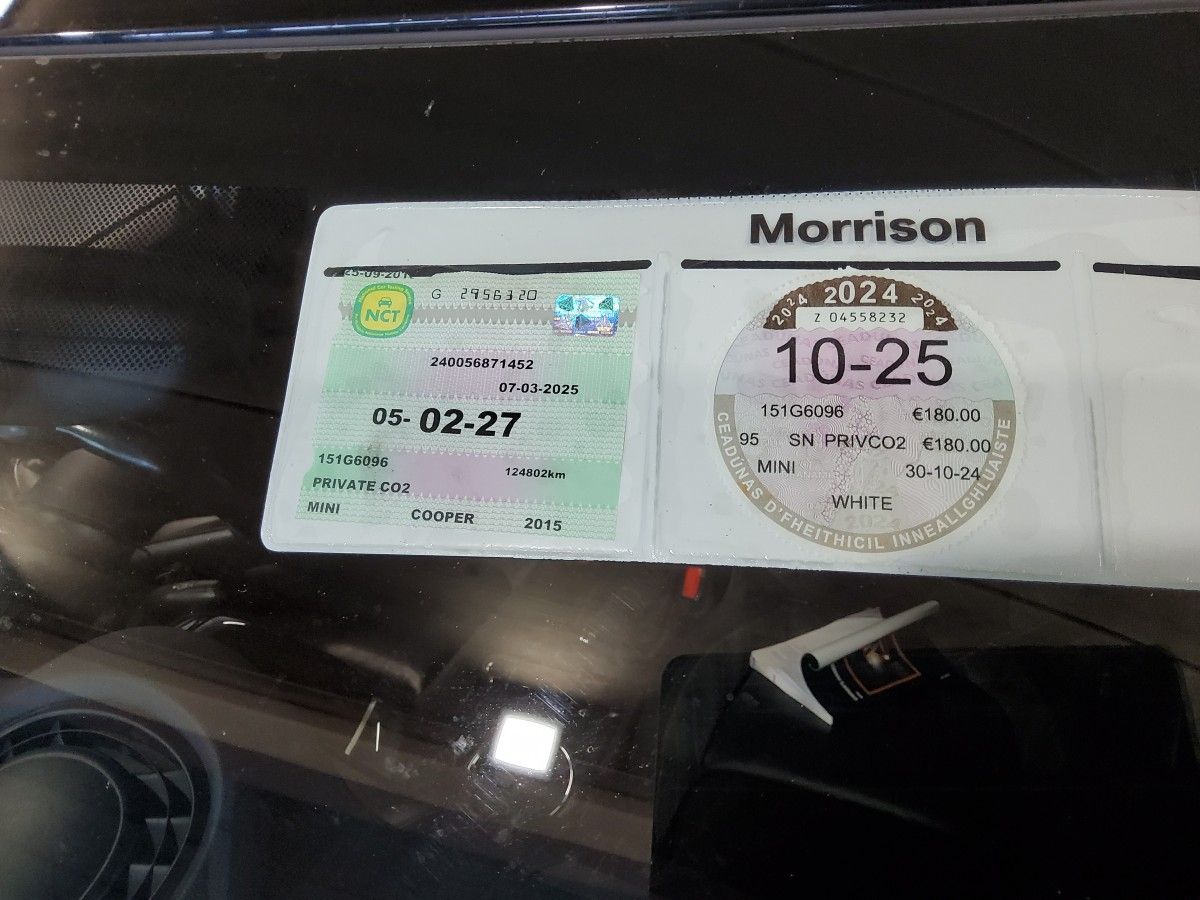 Morrison
G 2956320
NCT
240056871452
07-03-2025
05-02-27
151G6096
124802km
PRIVATE CO2
MINI COOPER 2015
2024 2024 2024
Z 04558232
10-25
151G6096 €180.00
95 SN PRIVCO2 €180.00
MINI 30-10-24
WHITE
2024
CEADUNAS D'FHEITHICIL INNEALLGHLUAISTE